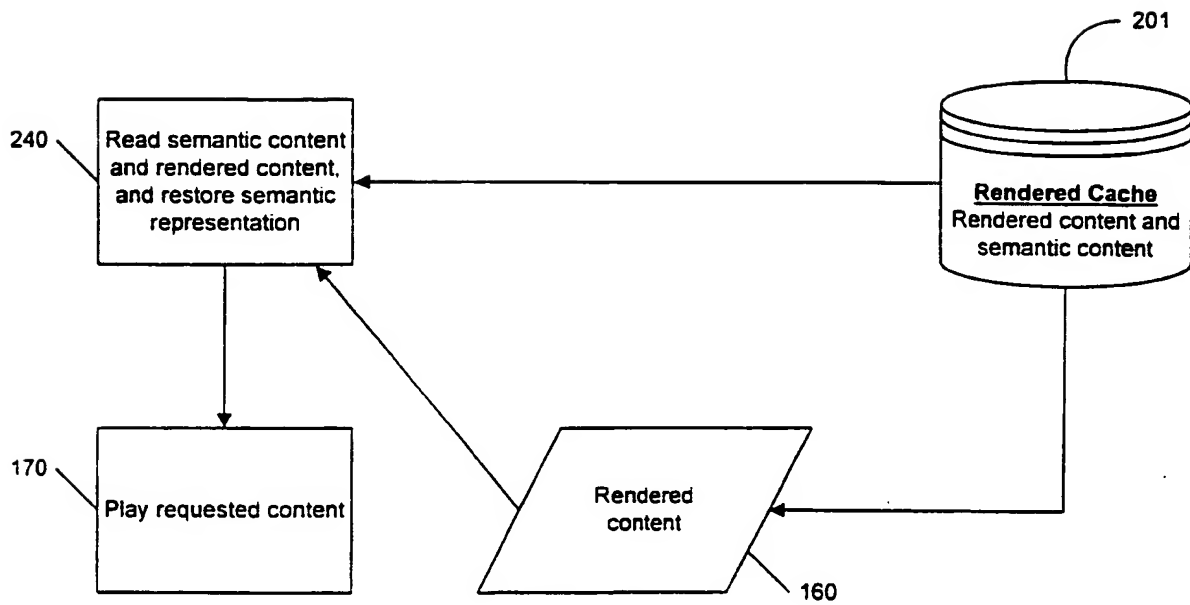 201
240
Read semantic content
and rendered content,
and restore semantic
representation
Rendered Cache
Rendered content and
semantic content
170
Play requested content
Rendered
content
160